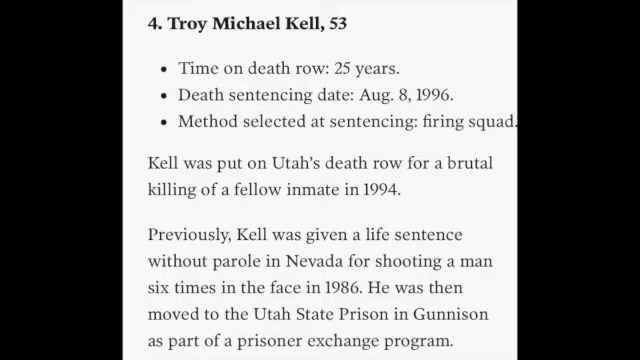 4. Troy Michael Kell, 53
• Time on death row: 25 years.
• Death sentencing date: Aug. 8, 1996.
• Method selected at sentencing: firing squad.
Kell was put on Utah’s death row for a brutal
killing of a fellow inmate in 1994.
Previously, Kell was given a life sentence
without parole in Nevada for shooting a man
six times in the face in 1986. He was then
moved to the Utah State Prison in Gunnison
as part of a prisoner exchange program.